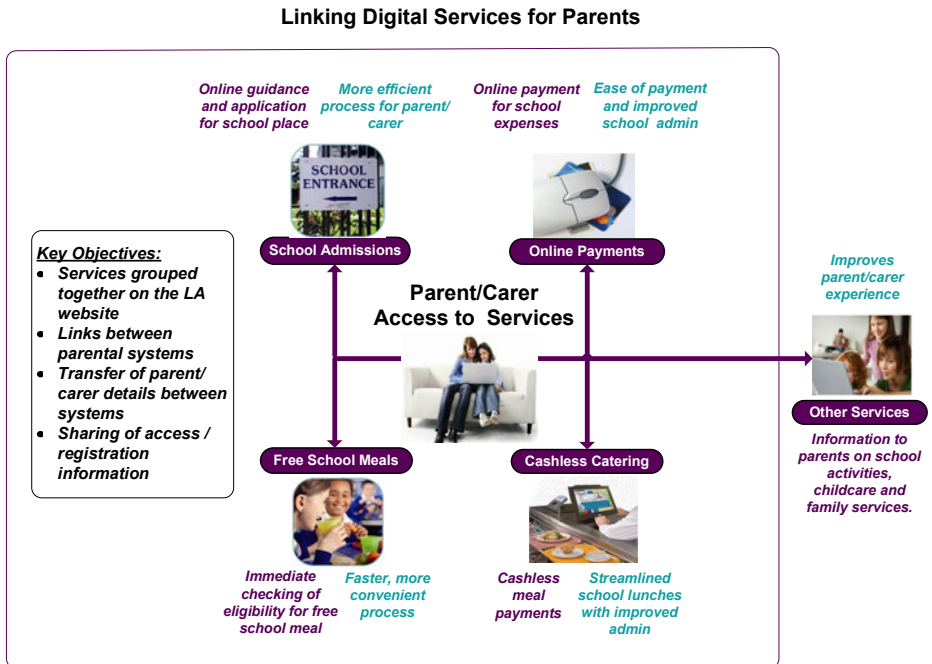 Linking Digital Services for Parents
Online guidance
and application
for school place
More efficient
process for parent/
carer
Online payment
for school
expenses
Ease of payment
and improved
school admin
SCHOOL
ENTRANCE
School Admissions
Online Payments
Key Objectives:
• Services grouped
together on the LA
website
• Links between
parental systems
• Transfer of parent/
carer details between
systems
• Sharing of access /
registration
information
Parent/Carer
Access to Services
Improves
parent/carer
experience
Other Services
Information to
parents on school
activities,
childcare and
family services.
Free School Meals
Cashless Catering
Immediate
checking of
eligibility for free
school meal
Faster, more
convenient
process
Cashless
meal
payments
Streamlined
school lunches
with improved
admin